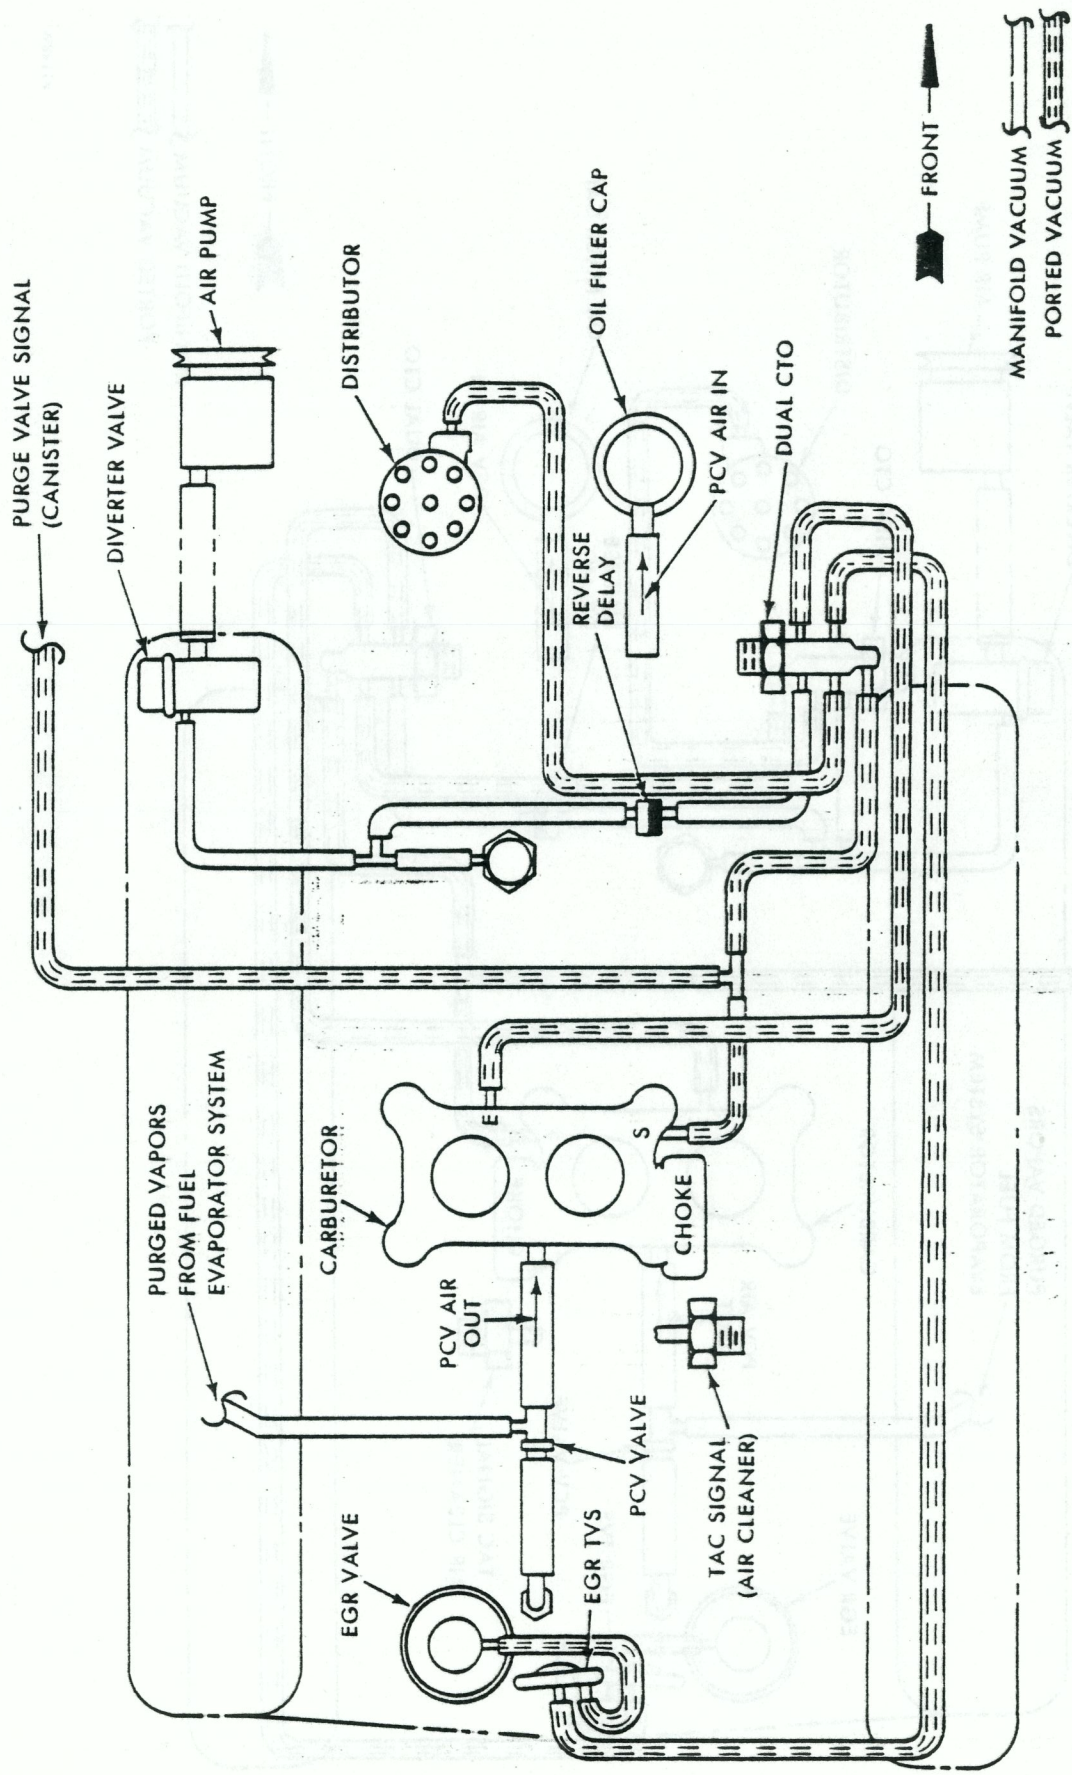 PURGE VALVE SIGNAL
(CANISTER)
AIR PUMP
DIVERTER VALVE
DISTRIBUTOR
OIL FILLER CAP
PCV AIR IN
REVERSE
DELAY
DUAL CTO
FRONT
MANIFOLD VACUUM
PORTED VACUUM
PURGED VAPORS
FROM FUEL
EVAPORATOR SYSTEM
CARBURETOR
E
S
CHOKE
PCV AIR
OUT
PCV VALVE
TAC SIGNAL
(AIR CLEANER)
EGR VALVE
EGR TVS